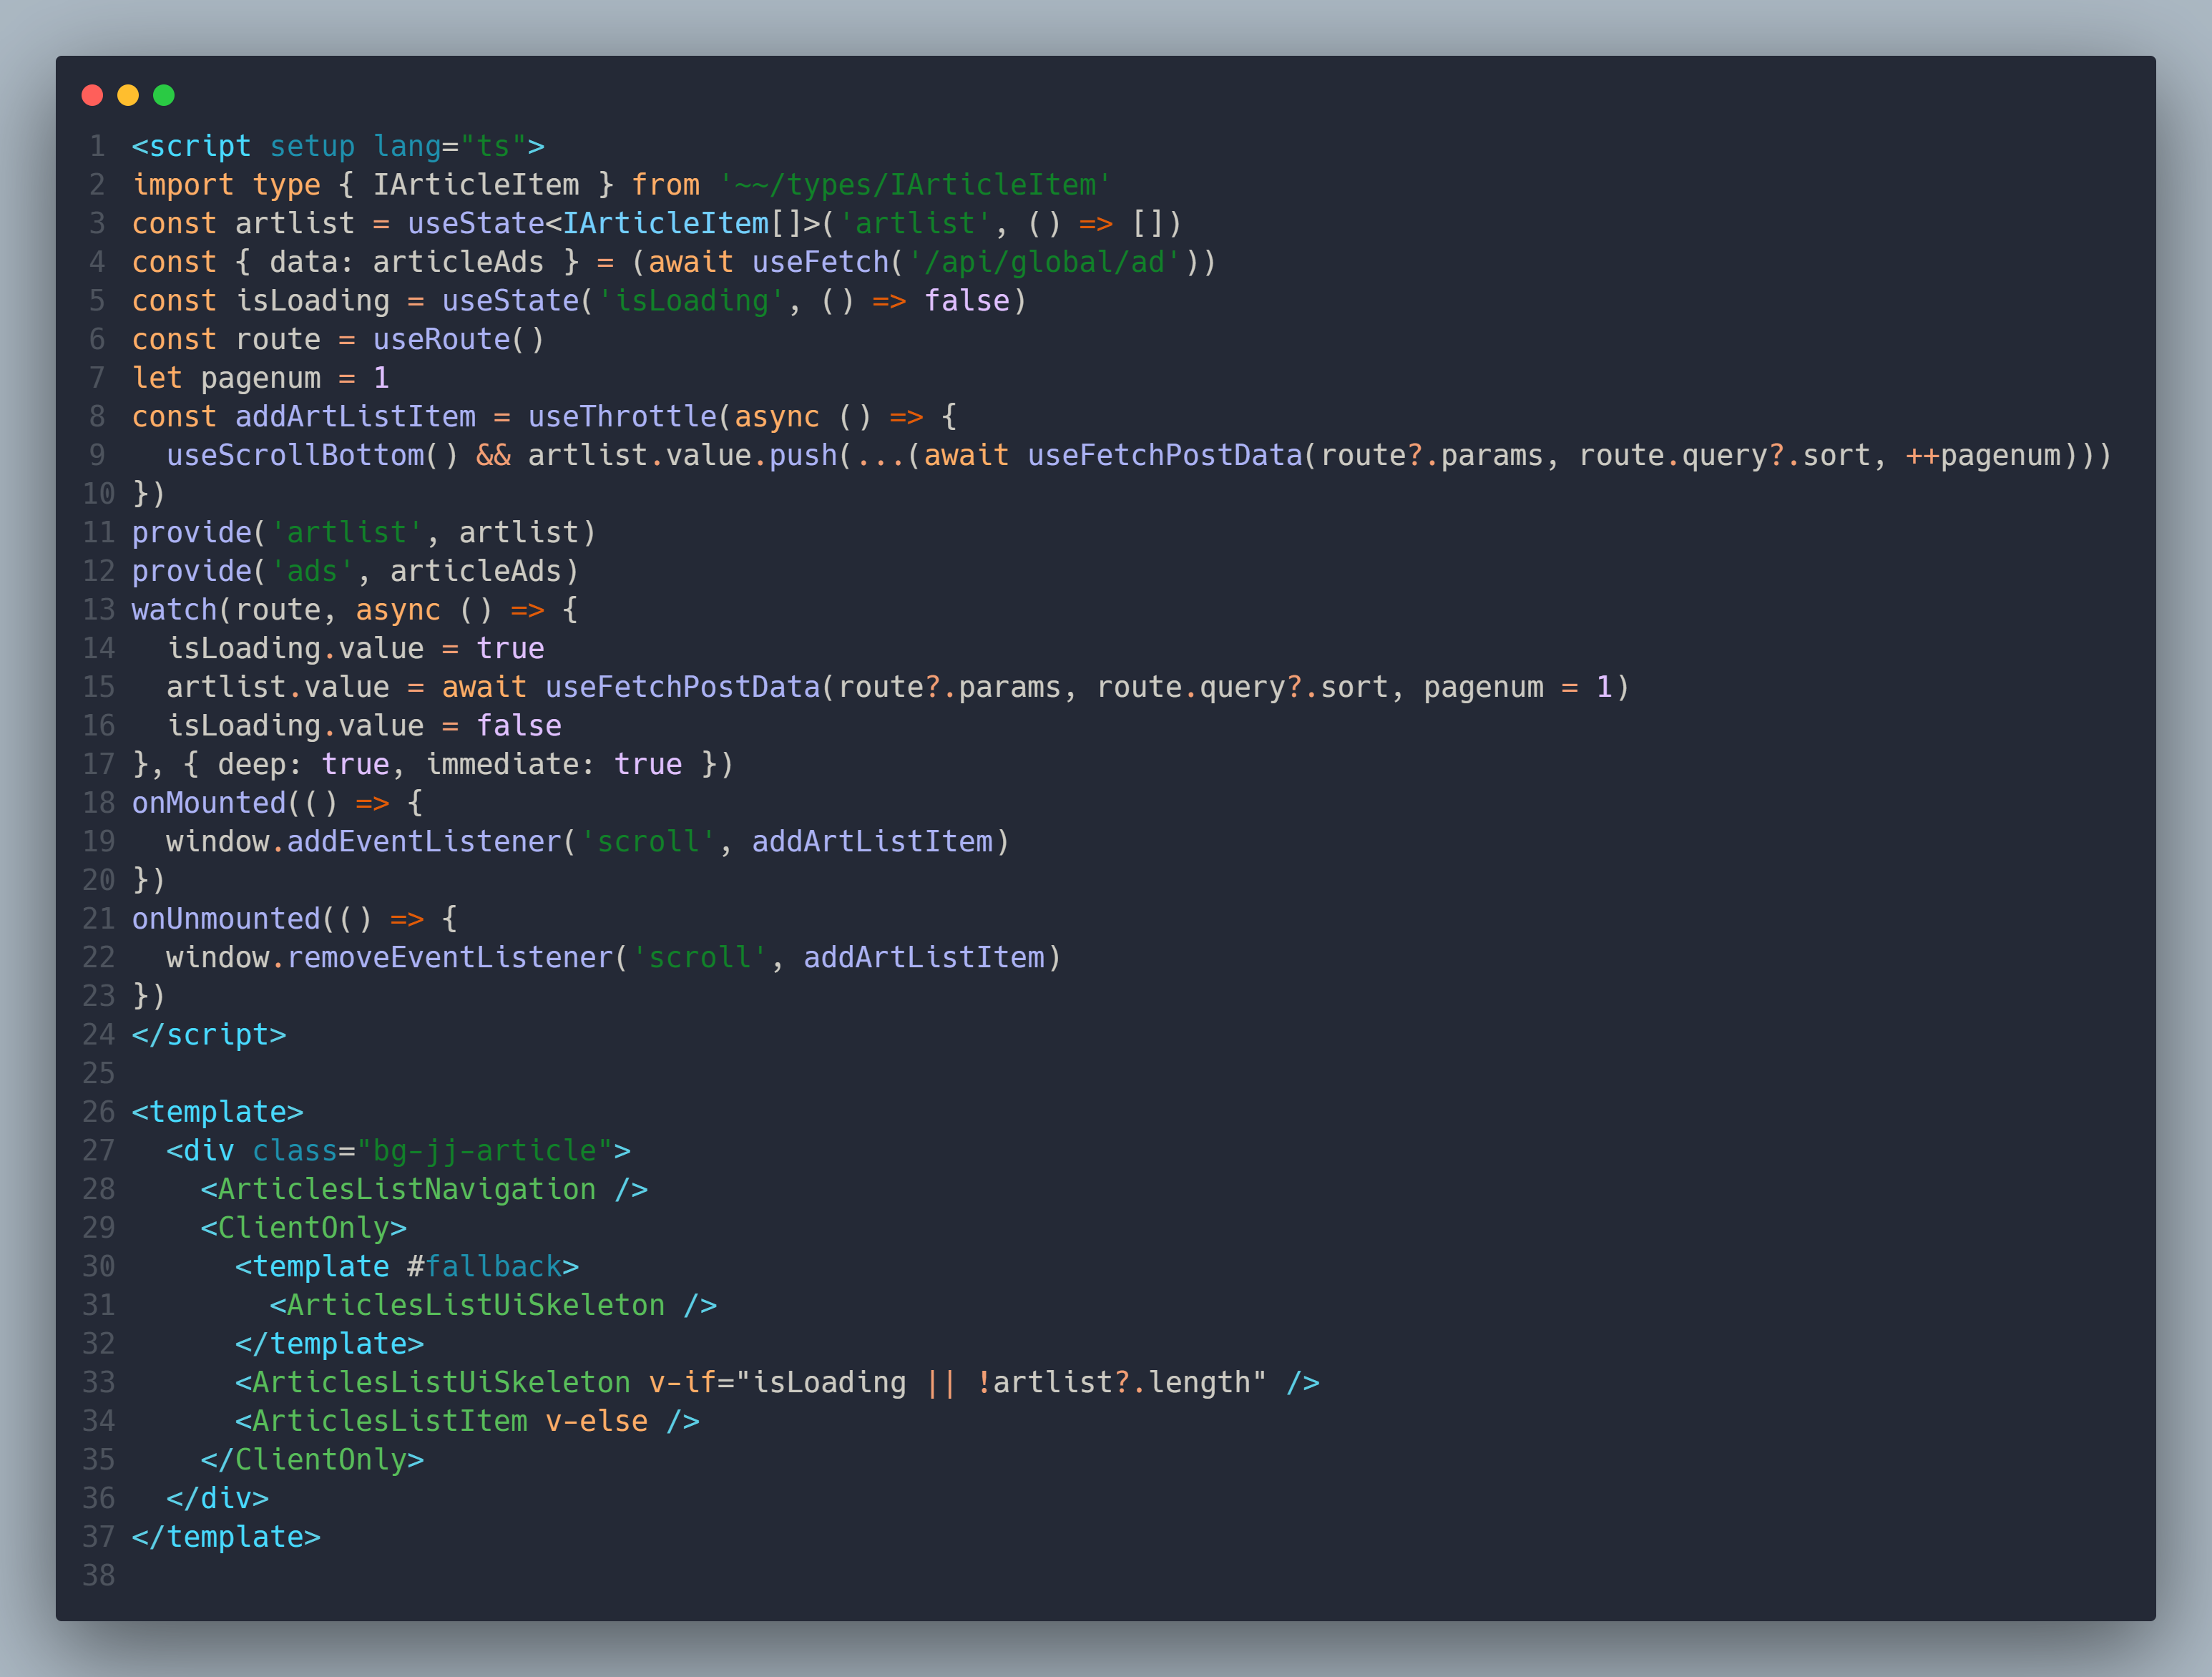 1 <script setup lang="ts">
2 import type { IArticleItem } from '~~/types/IArticleItem'
3 const artlist = useState<IArticleItem[]>('artlist', () => [])
4 const { data: articleAds } = (await useFetch('/api/global/ad'))
5 const isLoading = useState('isLoading', () => false)
6 const route = useRoute()
7 let pagenum = 1
8 const addArtListItem = useThrottle(async () => {
9   useScrollBottom() && artlist.value.push(...(await useFetchPostData(route?.params, route.query?.sort, ++pagenum)))
10 })
11 provide('artlist', artlist)
12 provide('ads', articleAds)
13 watch(route, async () => {
14   isLoading.value = true
15   artlist.value = await useFetchPostData(route?.params, route.query?.sort, pagenum = 1)
16   isLoading.value = false
17 }, { deep: true, immediate: true })
18 onMounted(() => {
19   window.addEventListener('scroll', addArtListItem)
20 })
21 onUnmounted(() => {
22   window.removeEventListener('scroll', addArtListItem)
23 })
24 </script>
25
26 <template>
27   <div class="bg-jj-article">
28     <ArticlesListNavigation />
29     <ClientOnly>
30       <template #fallback>
31         <ArticlesListUiSkeleton />
32       </template>
33       <ArticlesListUiSkeleton v-if="isLoading || !artlist?.length" />
34       <ArticlesListItem v-else />
35     </ClientOnly>
36   </div>
37 </template>
38